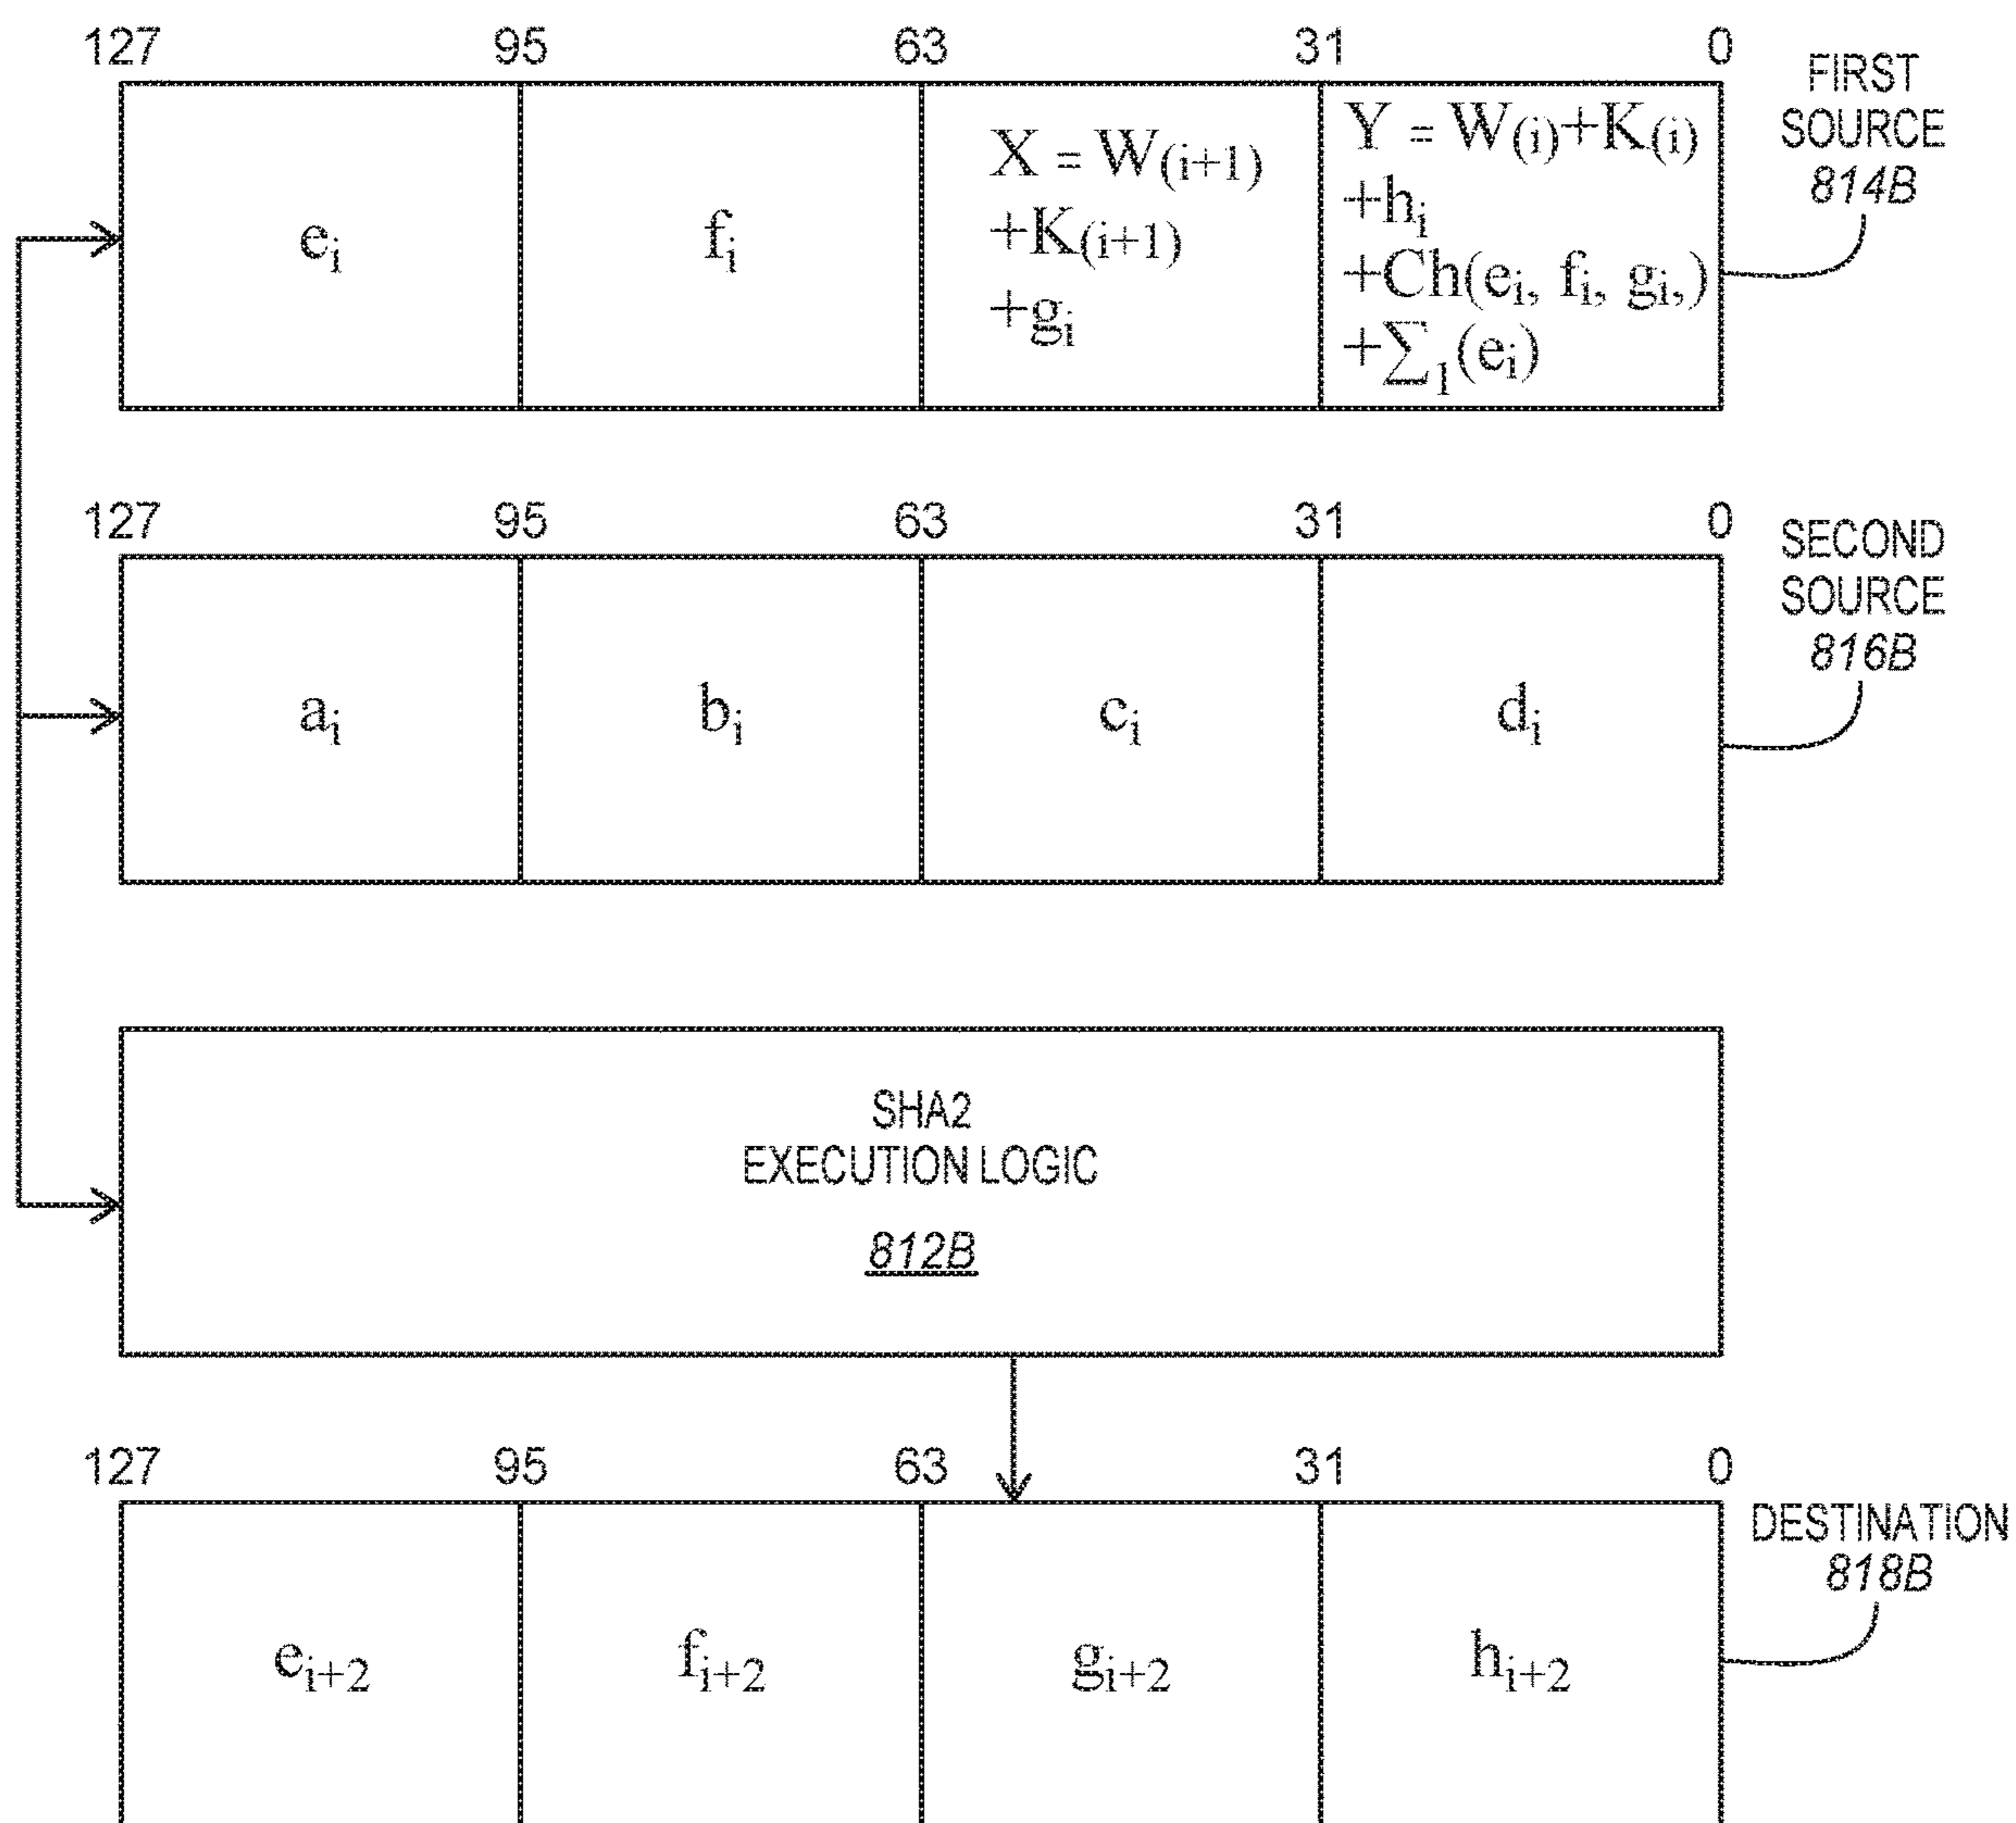 127 95 63 31 0
FIRST
SOURCE
814B
eᵢ
fᵢ
X = W₍ᵢ₊₁₎
+K₍ᵢ₊₁₎
+gᵢ
Y = W₍ᵢ₎+K₍ᵢ₎
+hᵢ
+Ch(eᵢ, fᵢ, gᵢ,)
+∑₁(eᵢ)
127 95 63 31 0
SECOND
SOURCE
816B
aᵢ bᵢ cᵢ dᵢ
SHA2
EXECUTION LOGIC
812B
127 95 63 31 0
DESTINATION
818B
eᵢ₊₂ fᵢ₊₂ gᵢ₊₂ hᵢ₊₂